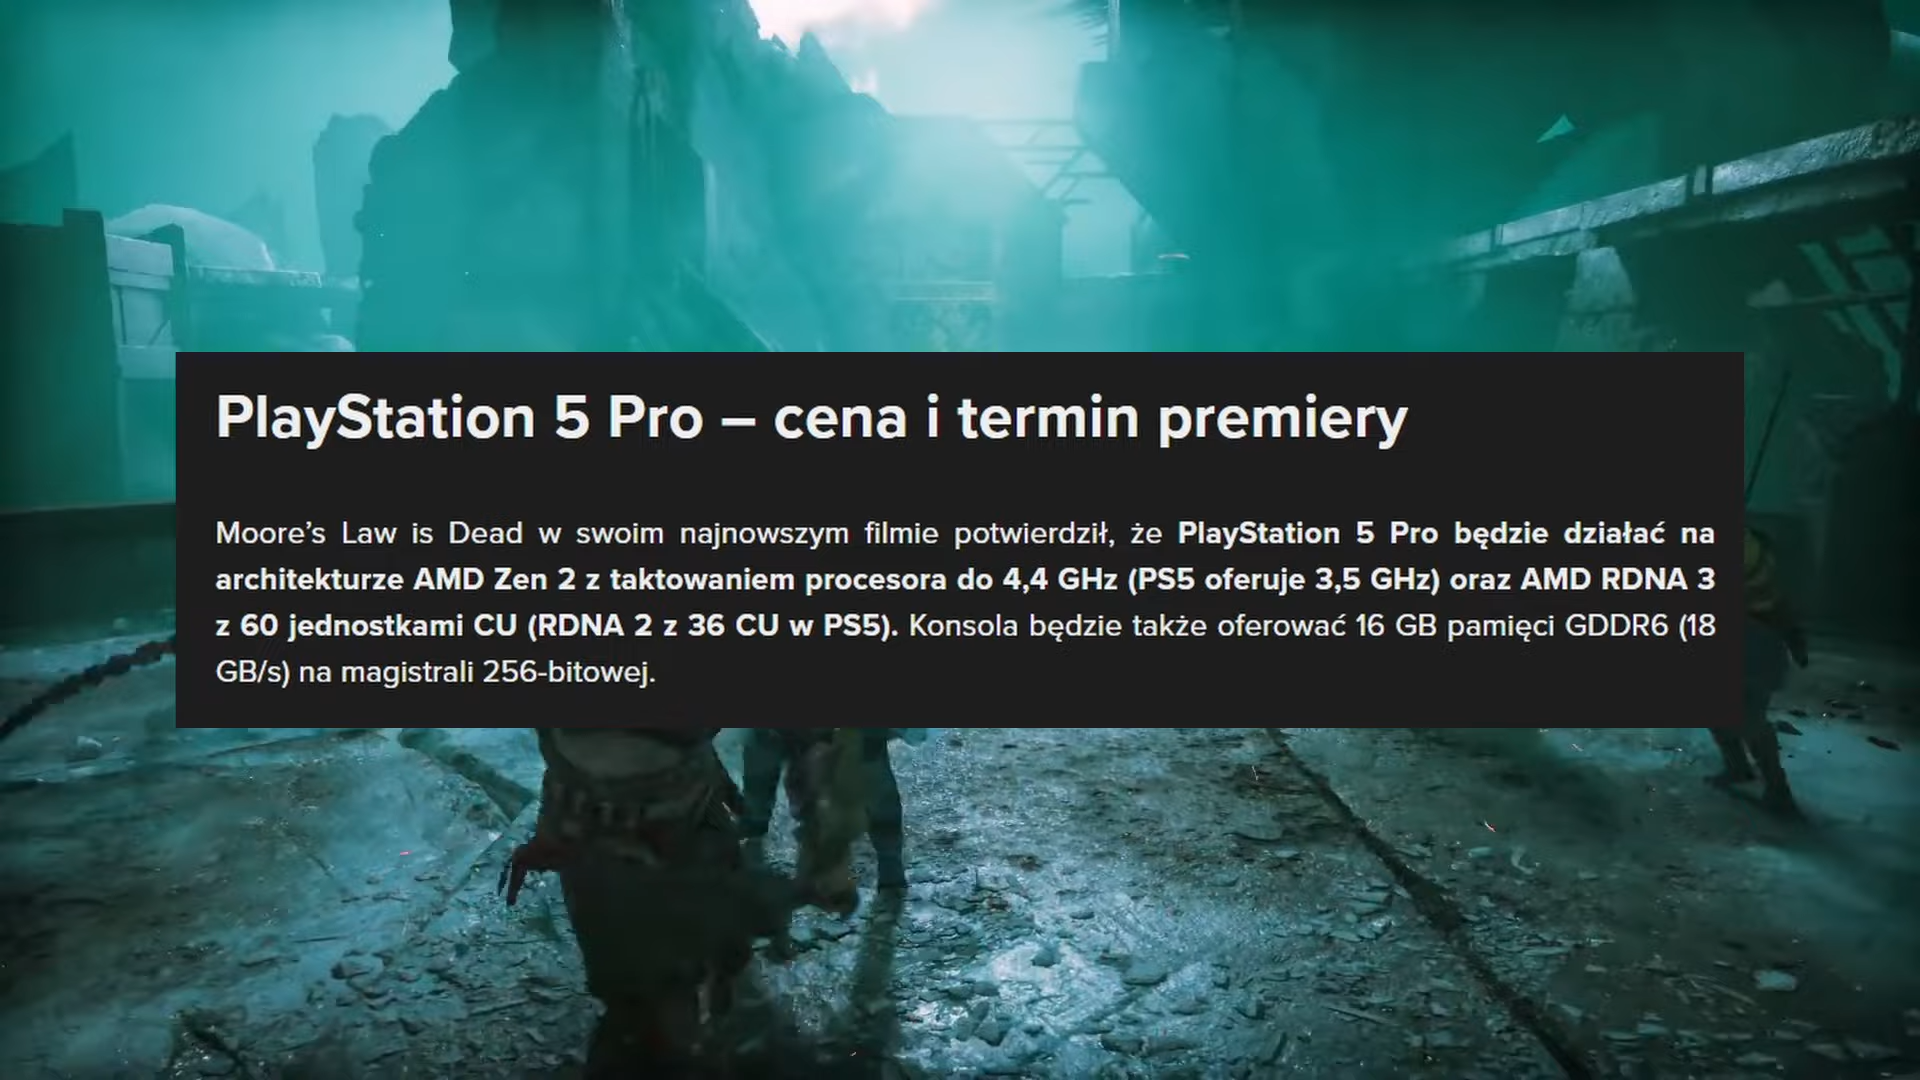 PlayStation 5 Pro – cena i termin premiery
Moore’s Law is Dead w swoim najnowszym filmie potwierdził, że PlayStation 5 Pro będzie działać na
architekturze AMD Zen 2 z taktowaniem procesora do 4,4 GHz (PS5 oferuje 3,5 GHz) oraz AMD RDNA 3
z 60 jednostkami CU (RDNA 2 z 36 CU w PS5). Konsola będzie także oferować 16 GB pamięci GDDR6 (18
GB/s) na magistrali 256-bitowej.